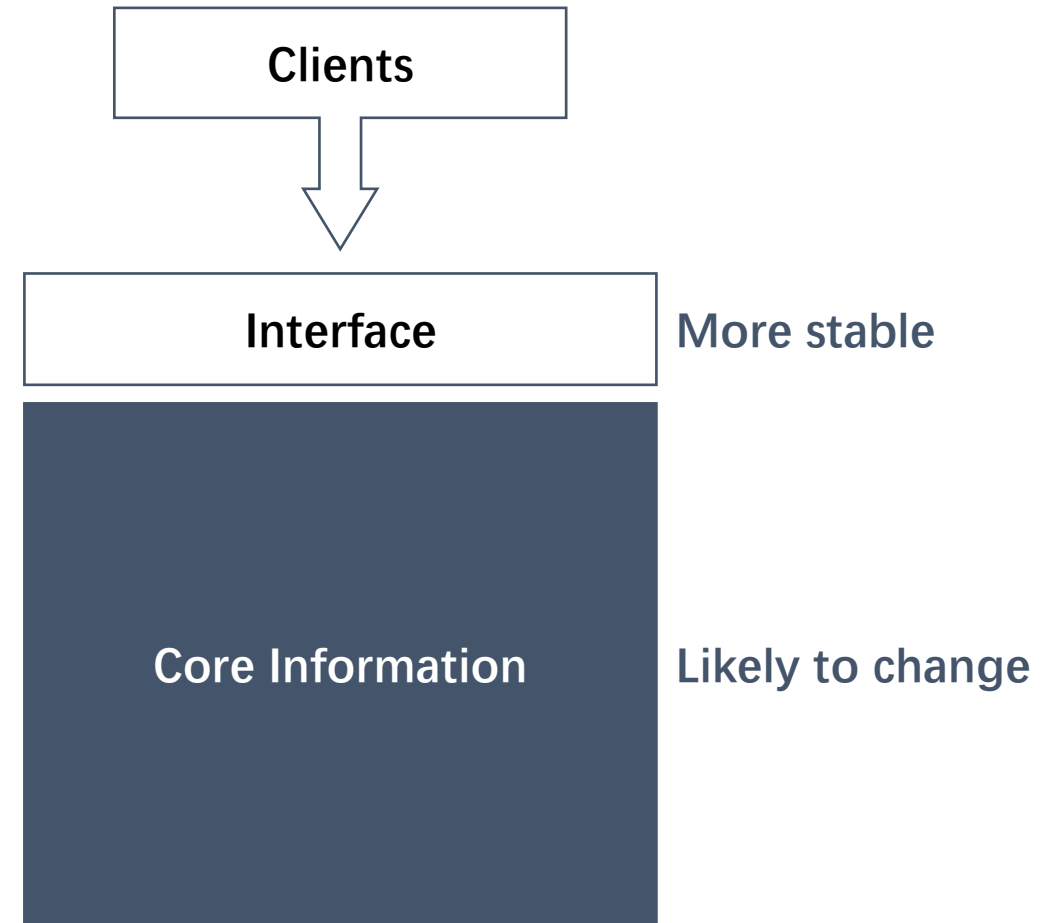 Clients
Interface
More stable
Core Information
Likely to change